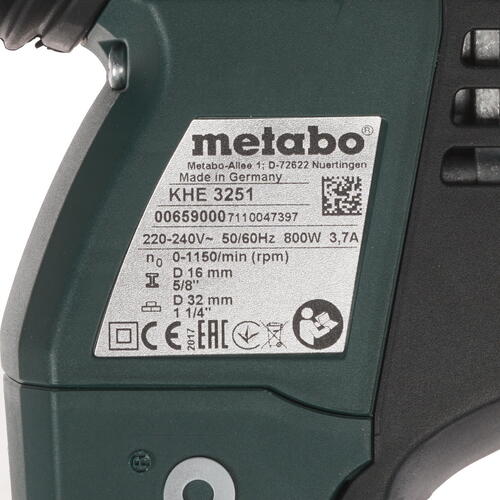 metabo®
Metabo-Allee 1; D-72622 Nuertingen
Made in Germany
KHE 3251
00659000 7110047397
220-240V~ 50/60Hz 800W 3,7A
n0 0-1150/min (rpm)
D 16 mm
5/8"
D 32 mm
1 1/4"
CE 2017 EAC
®